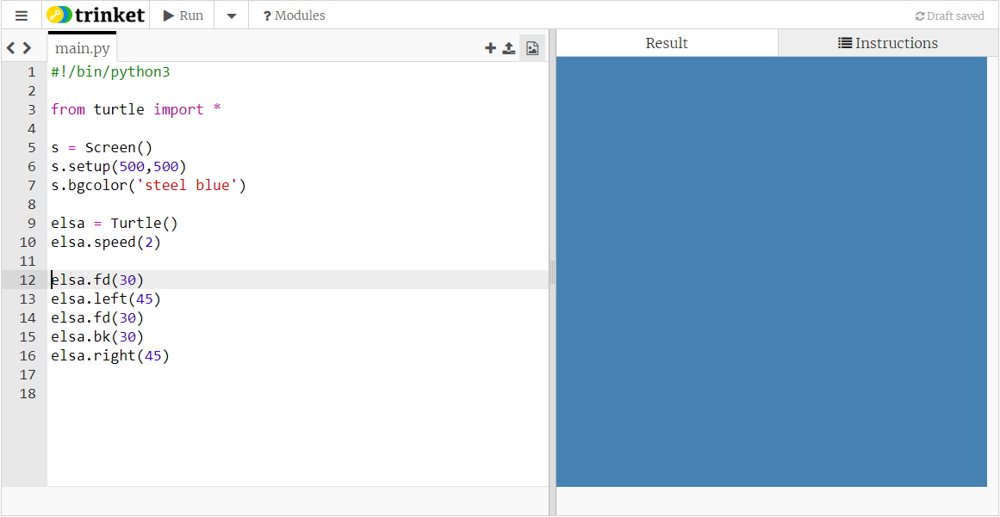 trinket Run ? Modules Draft saved
main.py Result Instructions
1 #!/bin/python3
2
3 from turtle import *
4
5 s = Screen()
6 s.setup(500,500)
7 s.bgcolor('steel blue')
8
9 elsa = Turtle()
10 elsa.speed(2)
11
12 elsa.fd(30)
13 elsa.left(45)
14 elsa.fd(30)
15 elsa.bk(30)
16 elsa.right(45)
17
18